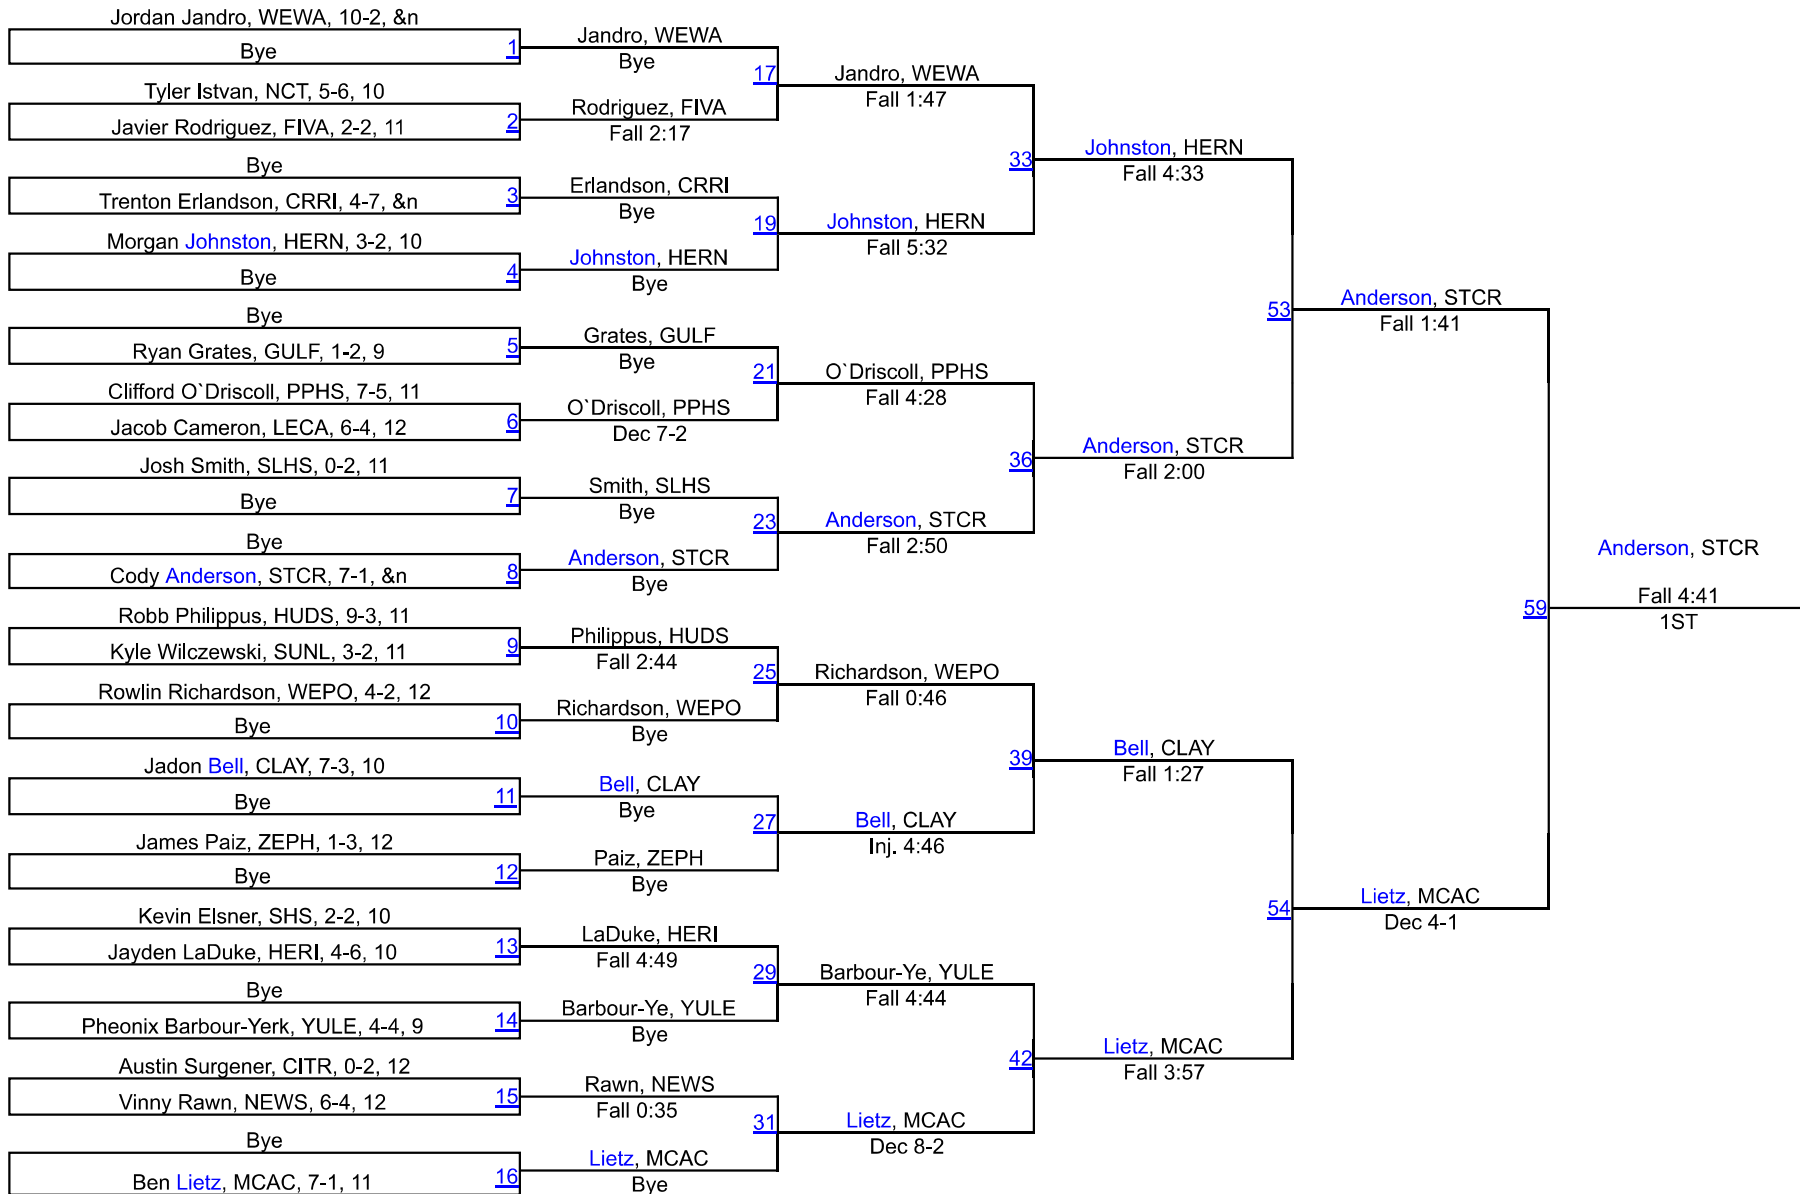 Jordan Jandro, WEWA, 10-2, &n
Bye
1
Tyler Istvan, NCT, 5-6, 10
Javier Rodriguez, FIVA, 2-2, 11
2
Bye
Trenton Erlandson, CRRI, 4-7, &n
3
Morgan Johnston, HERN, 3-2, 10
Bye
4
Bye
Ryan Grates, GULF, 1-2, 9
5
Clifford O`Driscoll, PPHS, 7-5, 11
Jacob Cameron, LECA, 6-4, 12
6
Josh Smith, SLHS, 0-2, 11
Bye
7
Bye
Cody Anderson, STCR, 7-1, &n
8
Robb Philippus, HUDS, 9-3, 11
Kyle Wilczewski, SUNL, 3-2, 11
9
Rowlin Richardson, WEPO, 4-2, 12
Bye
10
Jadon Bell, CLAY, 7-3, 10
Bye
11
James Paiz, ZEPH, 1-3, 12
Bye
12
Kevin Elsner, SHS, 2-2, 10
Jayden LaDuke, HERI, 4-6, 10
13
Bye
Pheonix Barbour-Yerk, YULE, 4-4, 9
14
Austin Surgener, CITR, 0-2, 12
Vinny Rawn, NEWS, 6-4, 12
15
Bye
Ben Lietz, MCAC, 7-1, 11
16
Jandro, WEWA
Bye
17
Rodriguez, FIVA
Fall 2:17
Erlandson, CRRI
Bye
19
Johnston, HERN
Bye
Grates, GULF
Bye
21
O`Driscoll, PPHS
Dec 7-2
Smith, SLHS
Bye
23
Anderson, STCR
Bye
Philippus, HUDS
Fall 2:44
25
Richardson, WEPO
Bye
Bell, CLAY
Bye
27
Paiz, ZEPH
Bye
LaDuke, HERI
Fall 4:49
29
Barbour-Ye, YULE
Bye
Rawn, NEWS
Fall 0:35
31
Lietz, MCAC
Bye
Jandro, WEWA
Fall 1:47
33
Johnston, HERN
Fall 5:32
O`Driscoll, PPHS
Fall 4:28
36
Anderson, STCR
Fall 2:50
Richardson, WEPO
Fall 0:46
39
Bell, CLAY
Inj. 4:46
Barbour-Ye, YULE
Fall 4:44
42
Lietz, MCAC
Dec 8-2
Johnston, HERN
Fall 4:33
53
Anderson, STCR
Fall 2:00
Bell, CLAY
Fall 1:27
54
Lietz, MCAC
Fall 3:57
Anderson, STCR
Fall 1:41
59
Lietz, MCAC
Dec 4-1
Anderson, STCR
Fall 4:41
1ST